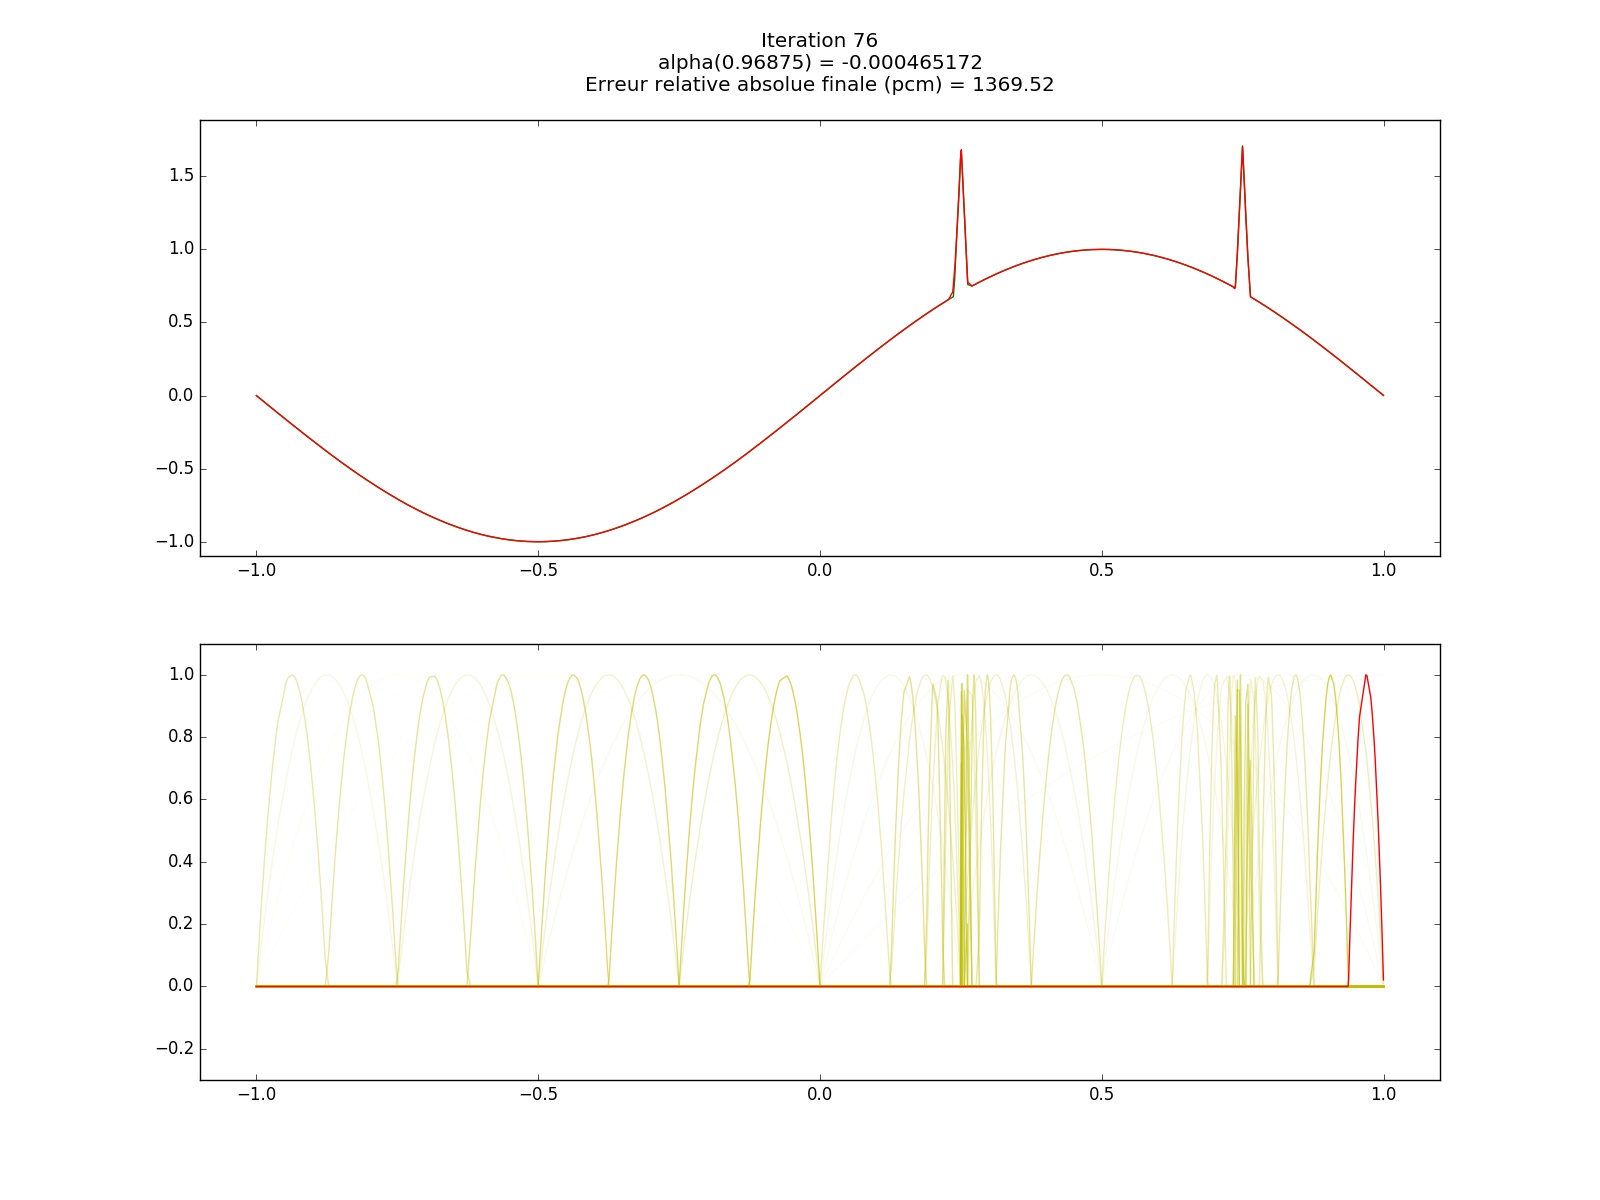 Iteration 76
alpha(0.96875) = -0.000465172
Erreur relative absolue finale (pcm) = 1369.52
1.5
1.0
0.5
0.0
−0.5
−1.0
−1.0 −0.5 0.0 0.5 1.0
1.0
0.8
0.6
0.4
0.2
0.0
−0.2
−1.0 −0.5 0.0 0.5 1.0